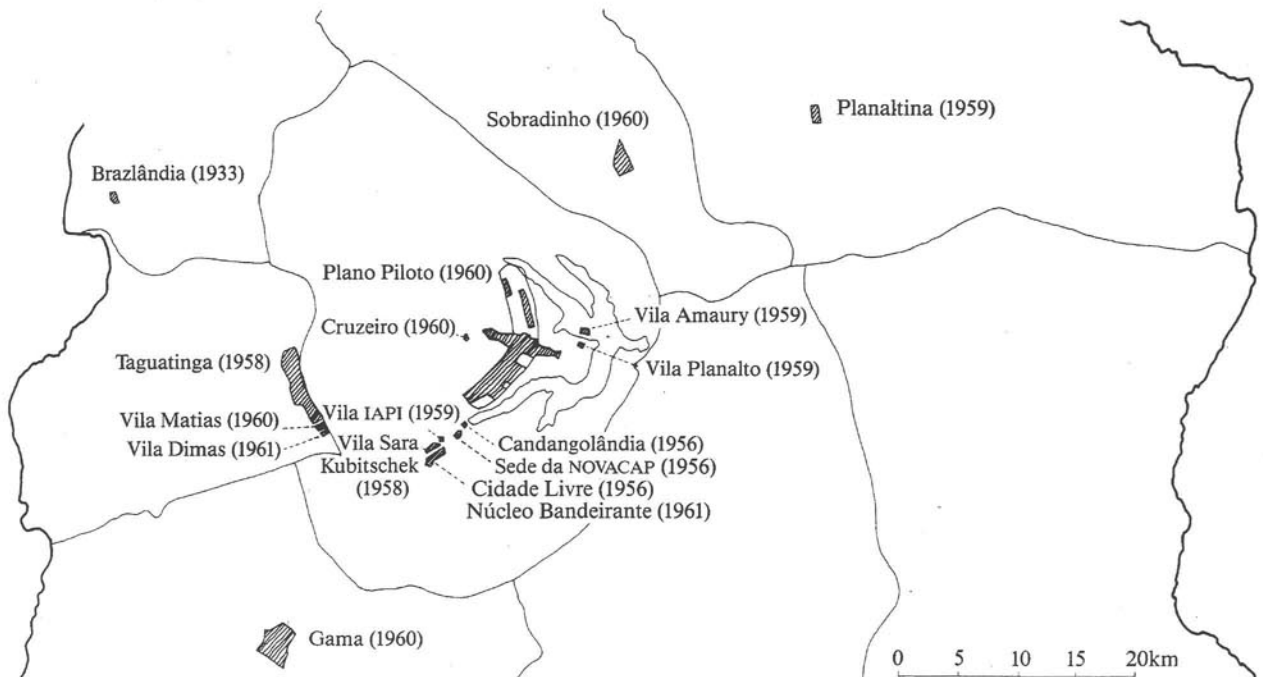 Sobradinho (1960)
Planaltina (1959)
Brazlândia (1933)
Plano Piloto (1960)
Vila Amaury (1959)
Cruzeiro (1960)
Taguatinga (1958)
Vila Planalto (1959)
Vila Matias (1960)
Vila IAPI (1959)
Vila Dimas (1961)
Vila Sara
Kubitschek
(1958)
Candangolândia (1956)
Sede da NOVACAP (1956)
Cidade Livre (1956)
Núcleo Bandeirante (1961)
Gama (1960)
0 5 10 15 20km